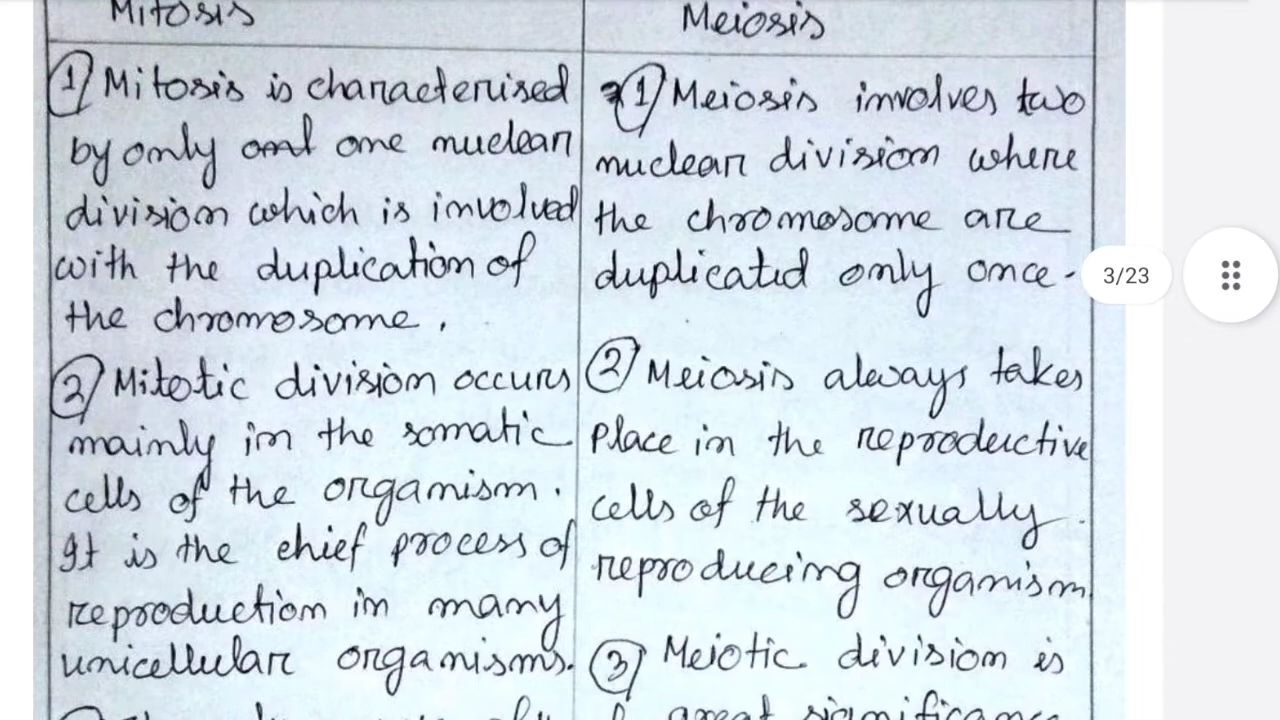 Mitosis
① Mitosis is characterised
by only one nuclear
division which is involved
with the duplication of
the chromosome.
② Mitotic division occurs
mainly in the somatic
cells of the organism.
It is the chief process of
reproduction in many
unicellular organisms.
Meiosis
① Meiosis involves two
nuclear division where
the chromosome are
duplicated only once.
② Meiosis always takes
place in the reproductive
cells of the sexually
reproducing organism
③ Meiotic division is
great significance
3/23